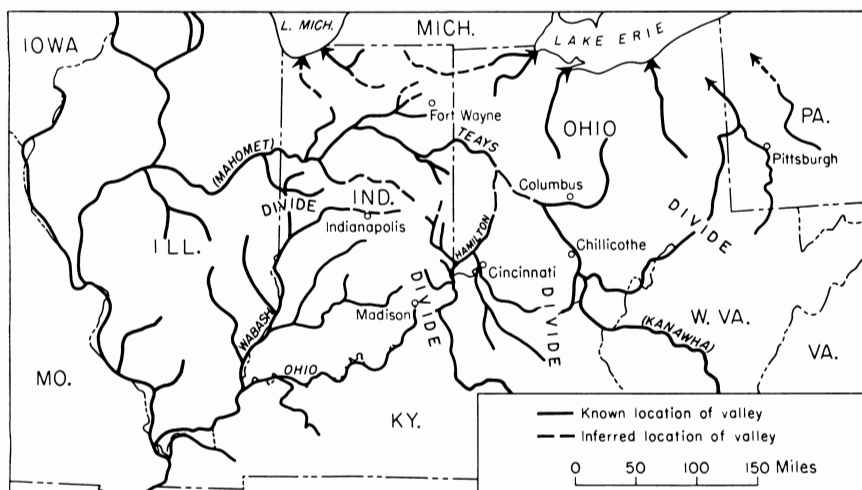 IOWA
L. MICH.
MICH.
LAKE ERIE
Fort Wayne
TEAYS
OHIO
PA.
Pittsburgh
(MAHOMET)
Columbus
DIVIDE
IND.
DIVIDE
Indianapolis
HAMILTON
ILL.
Chillicothe
Cincinnati
WABASH
Madison
DIVIDE
DIVIDE
W. VA.
(KANAWHA)
VA.
OHIO
MO.
KY.
Known location of valley
Inferred location of valley
0 50 100 150 Miles